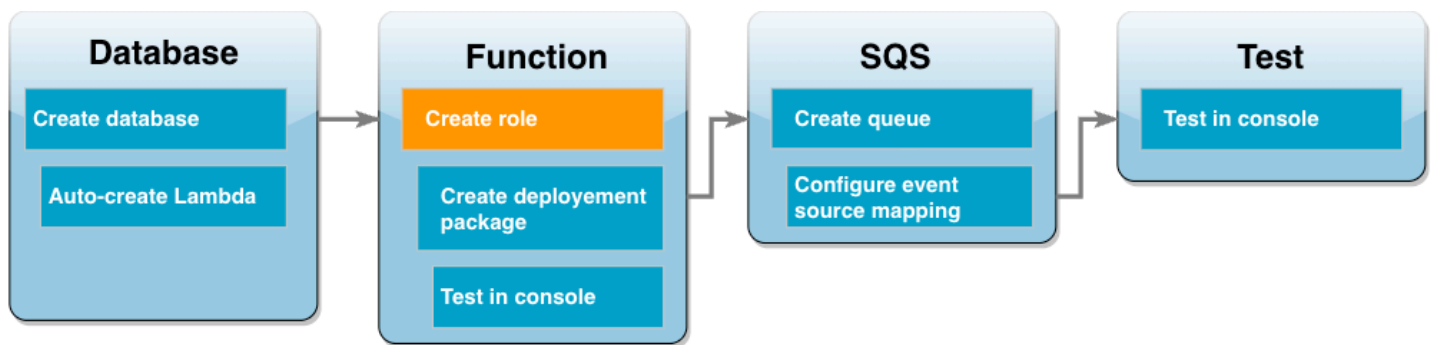 Database
Create database
Auto-create Lambda
Function
Create role
Create deployement
package
Test in console
SQS
Create queue
Configure event
source mapping
Test
Test in console